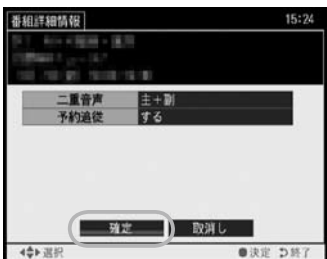 番組詳細情報 15:24
二重音声 主+副
予約追従 する
確定 取消し
選択 決定 終了